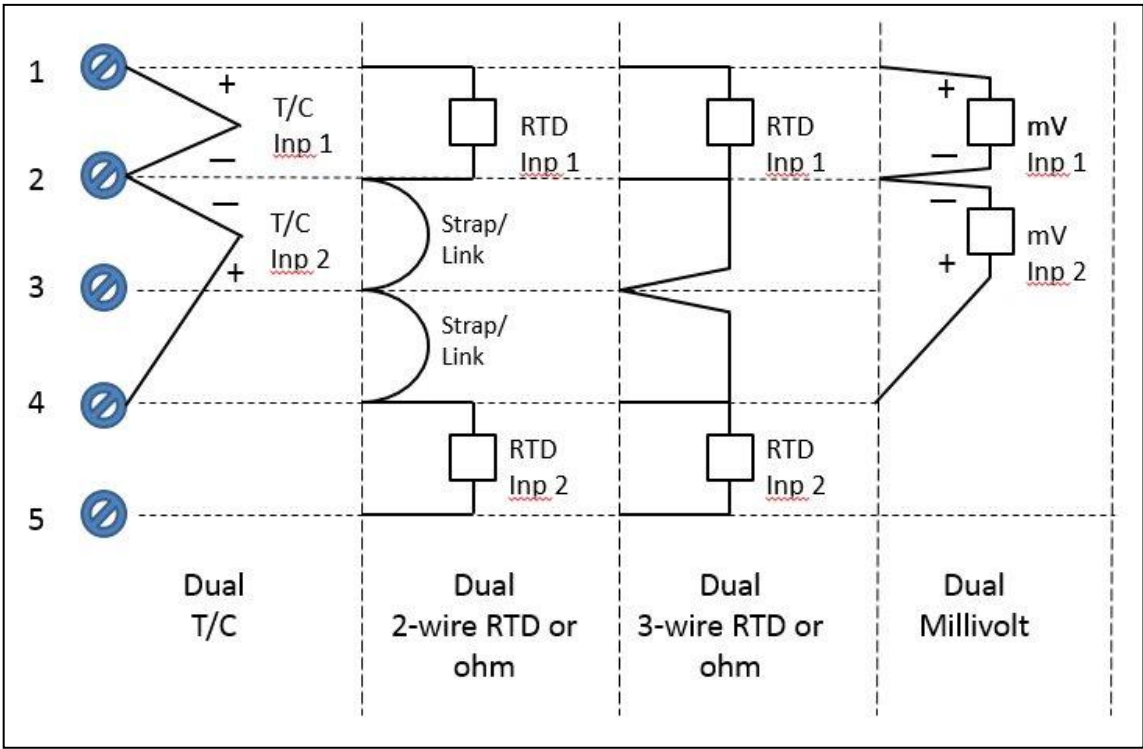 1
+
T/C
Inp 1
−
2
−
T/C
Inp 2
+
3
4
5
RTD
Inp 1
Strap/
Link
Strap/
Link
RTD
Inp 2
RTD
Inp 1
RTD
Inp 2
+
mV
Inp 1
−
−
mV
Inp 2
+
Dual
T/C
Dual
2-wire RTD or
ohm
Dual
3-wire RTD or
ohm
Dual
Millivolt